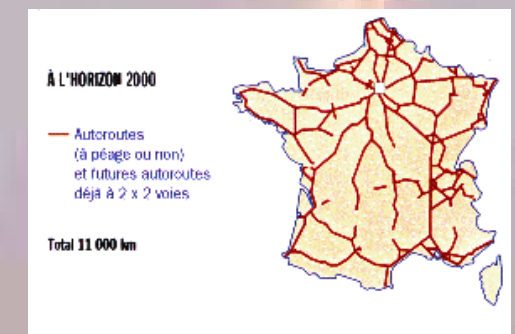 À L'HORIZON 2000
Autoroutes
(à péage ou non)
et futures autoroutes
déjà à 2 x 2 voies
Total 11 000 km